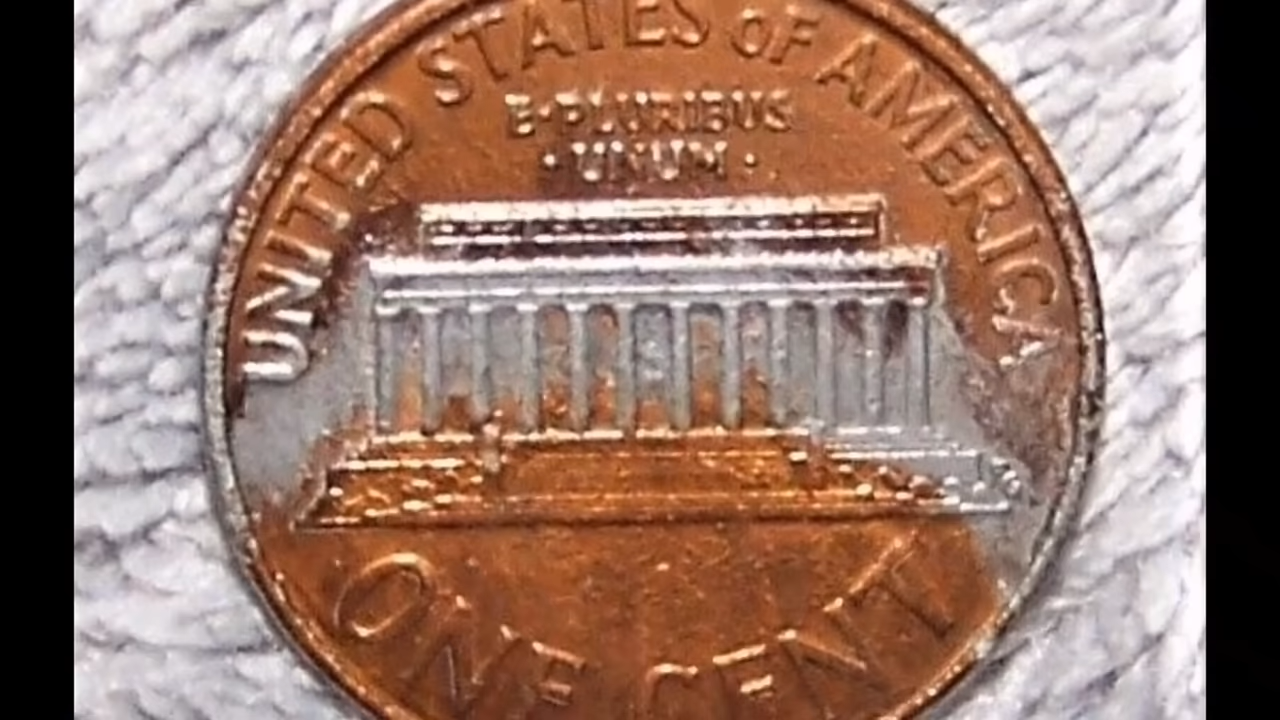 UNITED STATES OF AMERICA
E·PLURIBUS
·UNUM·
ONE CENT